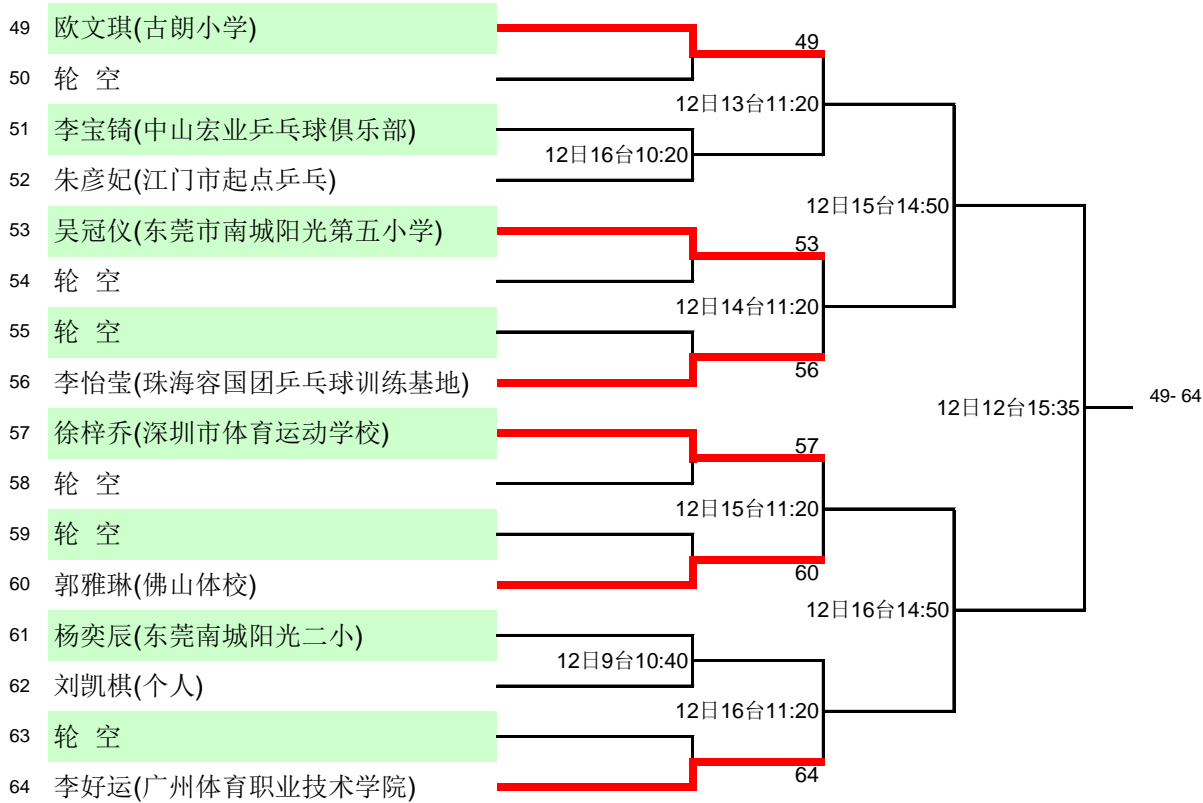 49 欧文琪(古朗小学)
49
50 轮 空
12日13台11:20
51 李宝锜(中山宏业乒乓球俱乐部)
12日16台10:20
52 朱彦妃(江门市起点乒乓)
12日15台14:50
53 吴冠仪(东莞市南城阳光第五小学)
53
54 轮 空
12日14台11:20
55 轮 空
56
56 李怡莹(珠海容国团乒乓球训练基地)
12日12台15:35
49- 64
57 徐梓乔(深圳市体育运动学校)
57
58 轮 空
12日15台11:20
59 轮 空
60
60 郭雅琳(佛山体校)
12日16台14:50
61 杨奕辰(东莞南城阳光二小)
12日9台10:40
62 刘凯棋(个人)
12日16台11:20
63 轮 空
64
64 李好运(广州体育职业技术学院)